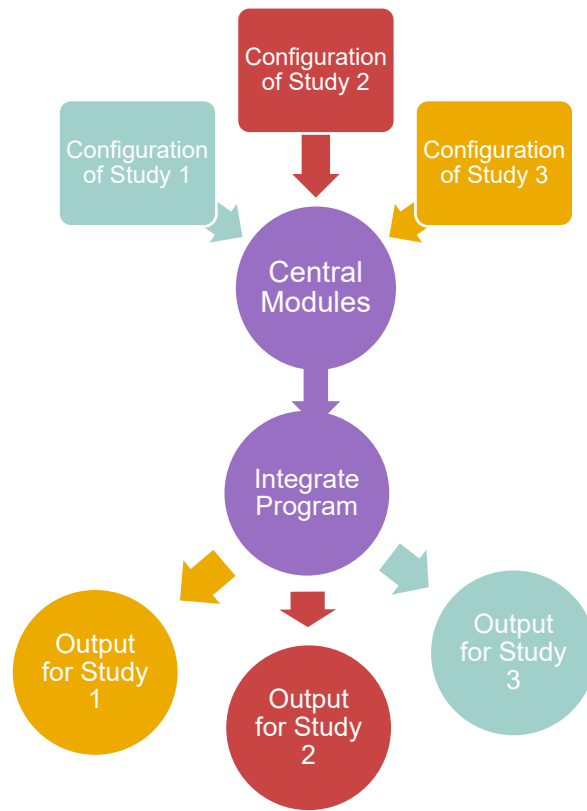 Configuration
of Study 2
Configuration
of Study 1
Configuration
of Study 3
Central
Modules
Integrate
Program
Output
for Study
1
Output
for Study
2
Output
for Study
3